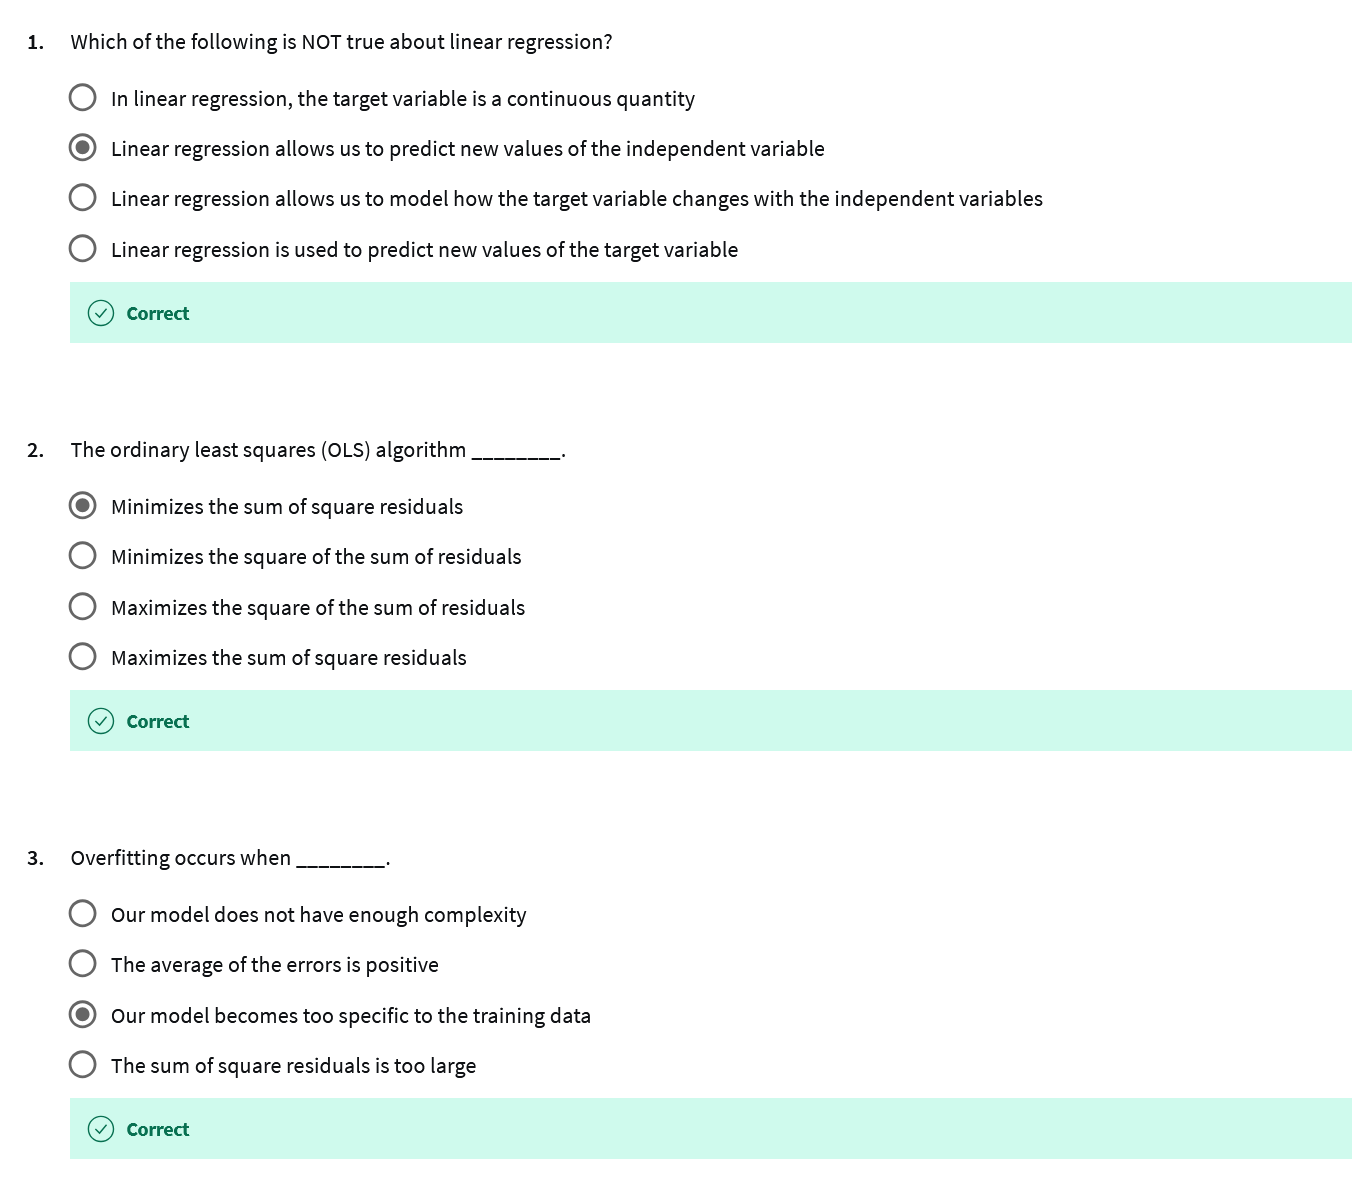 1. Which of the following is NOT true about linear regression?
In linear regression, the target variable is a continuous quantity
Linear regression allows us to predict new values of the independent variable
Linear regression allows us to model how the target variable changes with the independent variables
Linear regression is used to predict new values of the target variable
Correct
2. The ordinary least squares (OLS) algorithm ________.
Minimizes the sum of square residuals
Minimizes the square of the sum of residuals
Maximizes the square of the sum of residuals
Maximizes the sum of square residuals
Correct
3. Overfitting occurs when ________.
Our model does not have enough complexity
The average of the errors is positive
Our model becomes too specific to the training data
The sum of square residuals is too large
Correct